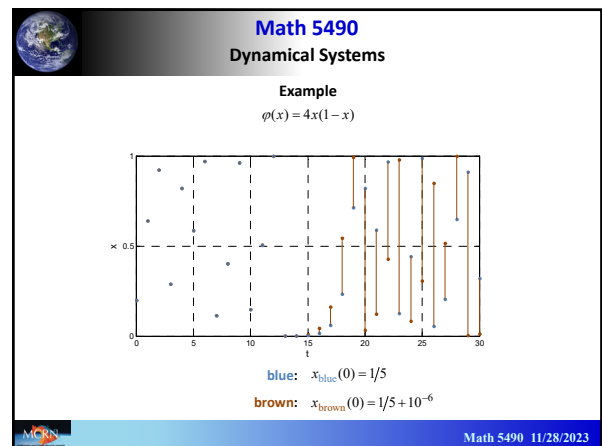 Math 5490
Dynamical Systems
Example
φ(x) = 4x(1−x)
1
x 0.5
0
0 5 10 15 20 25 30
t
blue: x_blue(0) = 1/5
brown: x_brown(0) = 1/5 + 10^−6
MCRN
Math 5490 11/28/2023